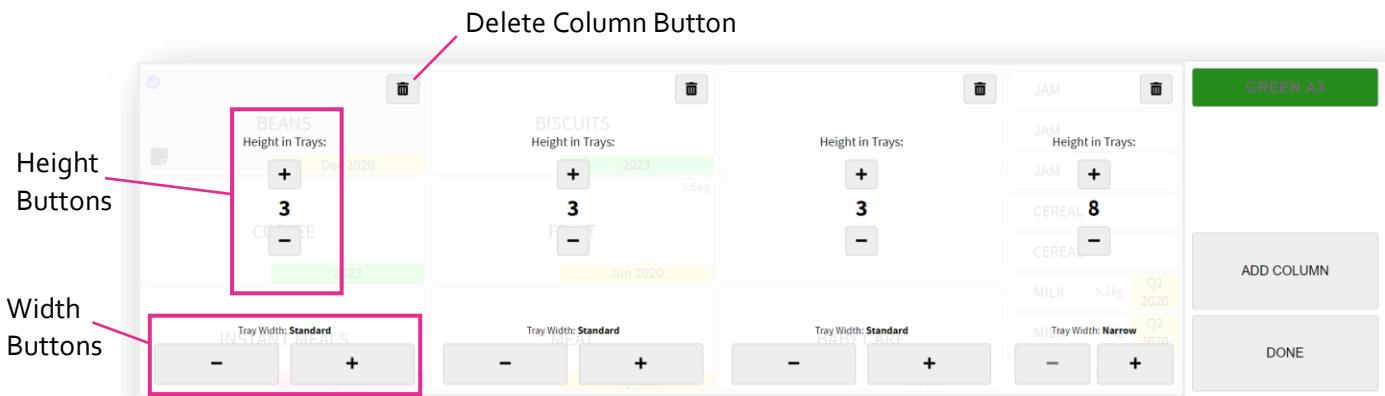 Delete Column Button
Height
Buttons
Width
Buttons
BEANS
Height in Trays:
Dec 2020
+
3
−
COFFEE
2023
Tray Width: Standard
INSTANT MEALS
− +
BISCUITS
Height in Trays:
2023
+
5.6kg
3
−
FRUIT
Jun 2020
Tray Width: Standard
MEAT
− +
Height in Trays:
+
3
−
Tray Width: Standard
BABY CARE
− +
JAM
JAM
Height in Trays:
JAM
+
CEREAL
8
CEREAL
−
MILK 5.2kg Q2 2020
Tray Width: Narrow
MILK Q2 2020
− +
GREEN A3
ADD COLUMN
DONE